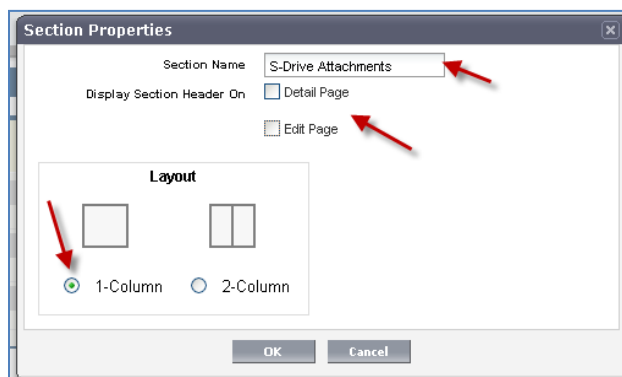 Section Properties
Section Name S-Drive Attachments
Display Section Header On Detail Page
Edit Page
Layout
1-Column 2-Column
OK Cancel